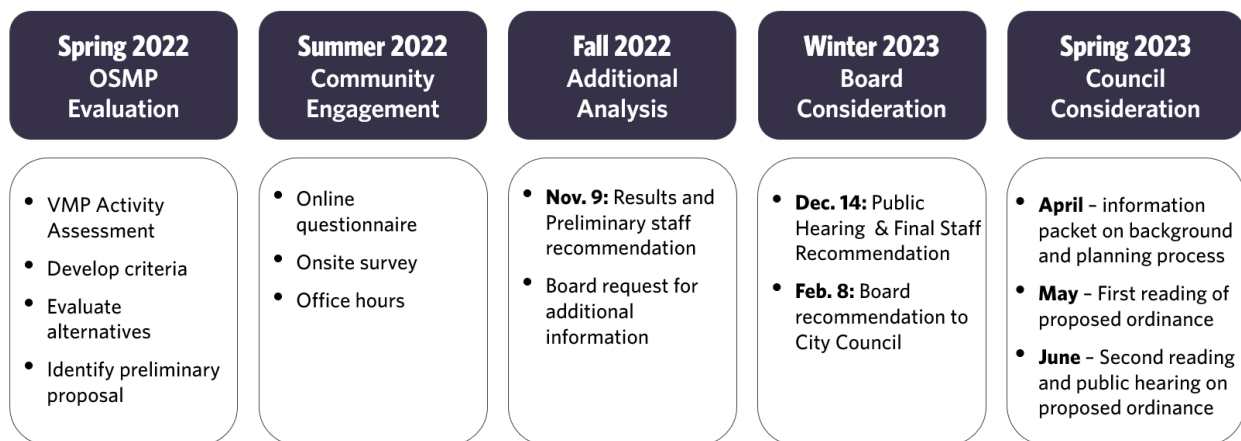 Spring 2022
OSMP
Evaluation
• VMP Activity
Assessment
• Develop criteria
• Evaluate
alternatives
• Identify preliminary
proposal
Summer 2022
Community
Engagement
• Online
questionnaire
• Onsite survey
• Office hours
Fall 2022
Additional
Analysis
• Nov. 9: Results and
Preliminary staff
recommendation
• Board request for
additional
information
Winter 2023
Board
Consideration
• Dec. 14: Public
Hearing & Final Staff
Recommendation
• Feb. 8: Board
recommendation to
City Council
Spring 2023
Council
Consideration
• April – information
packet on background
and planning process
• May – First reading of
proposed ordinance
• June – Second reading
and public hearing on
proposed ordinance